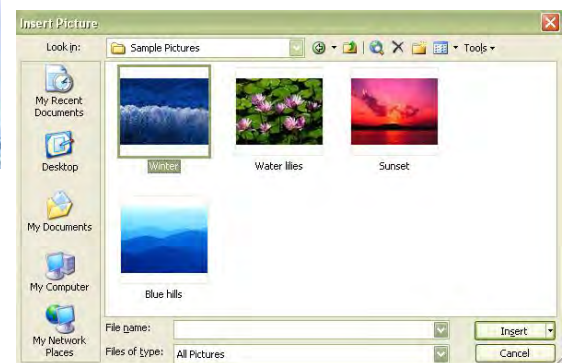 Insert Picture
Look in: Sample Pictures Tools
My Recent
Documents
Desktop
My Documents
My Computer
My Network
Places
Winter Water lilies Sunset
Blue hills
File name: Insert
Files of type: All Pictures Cancel